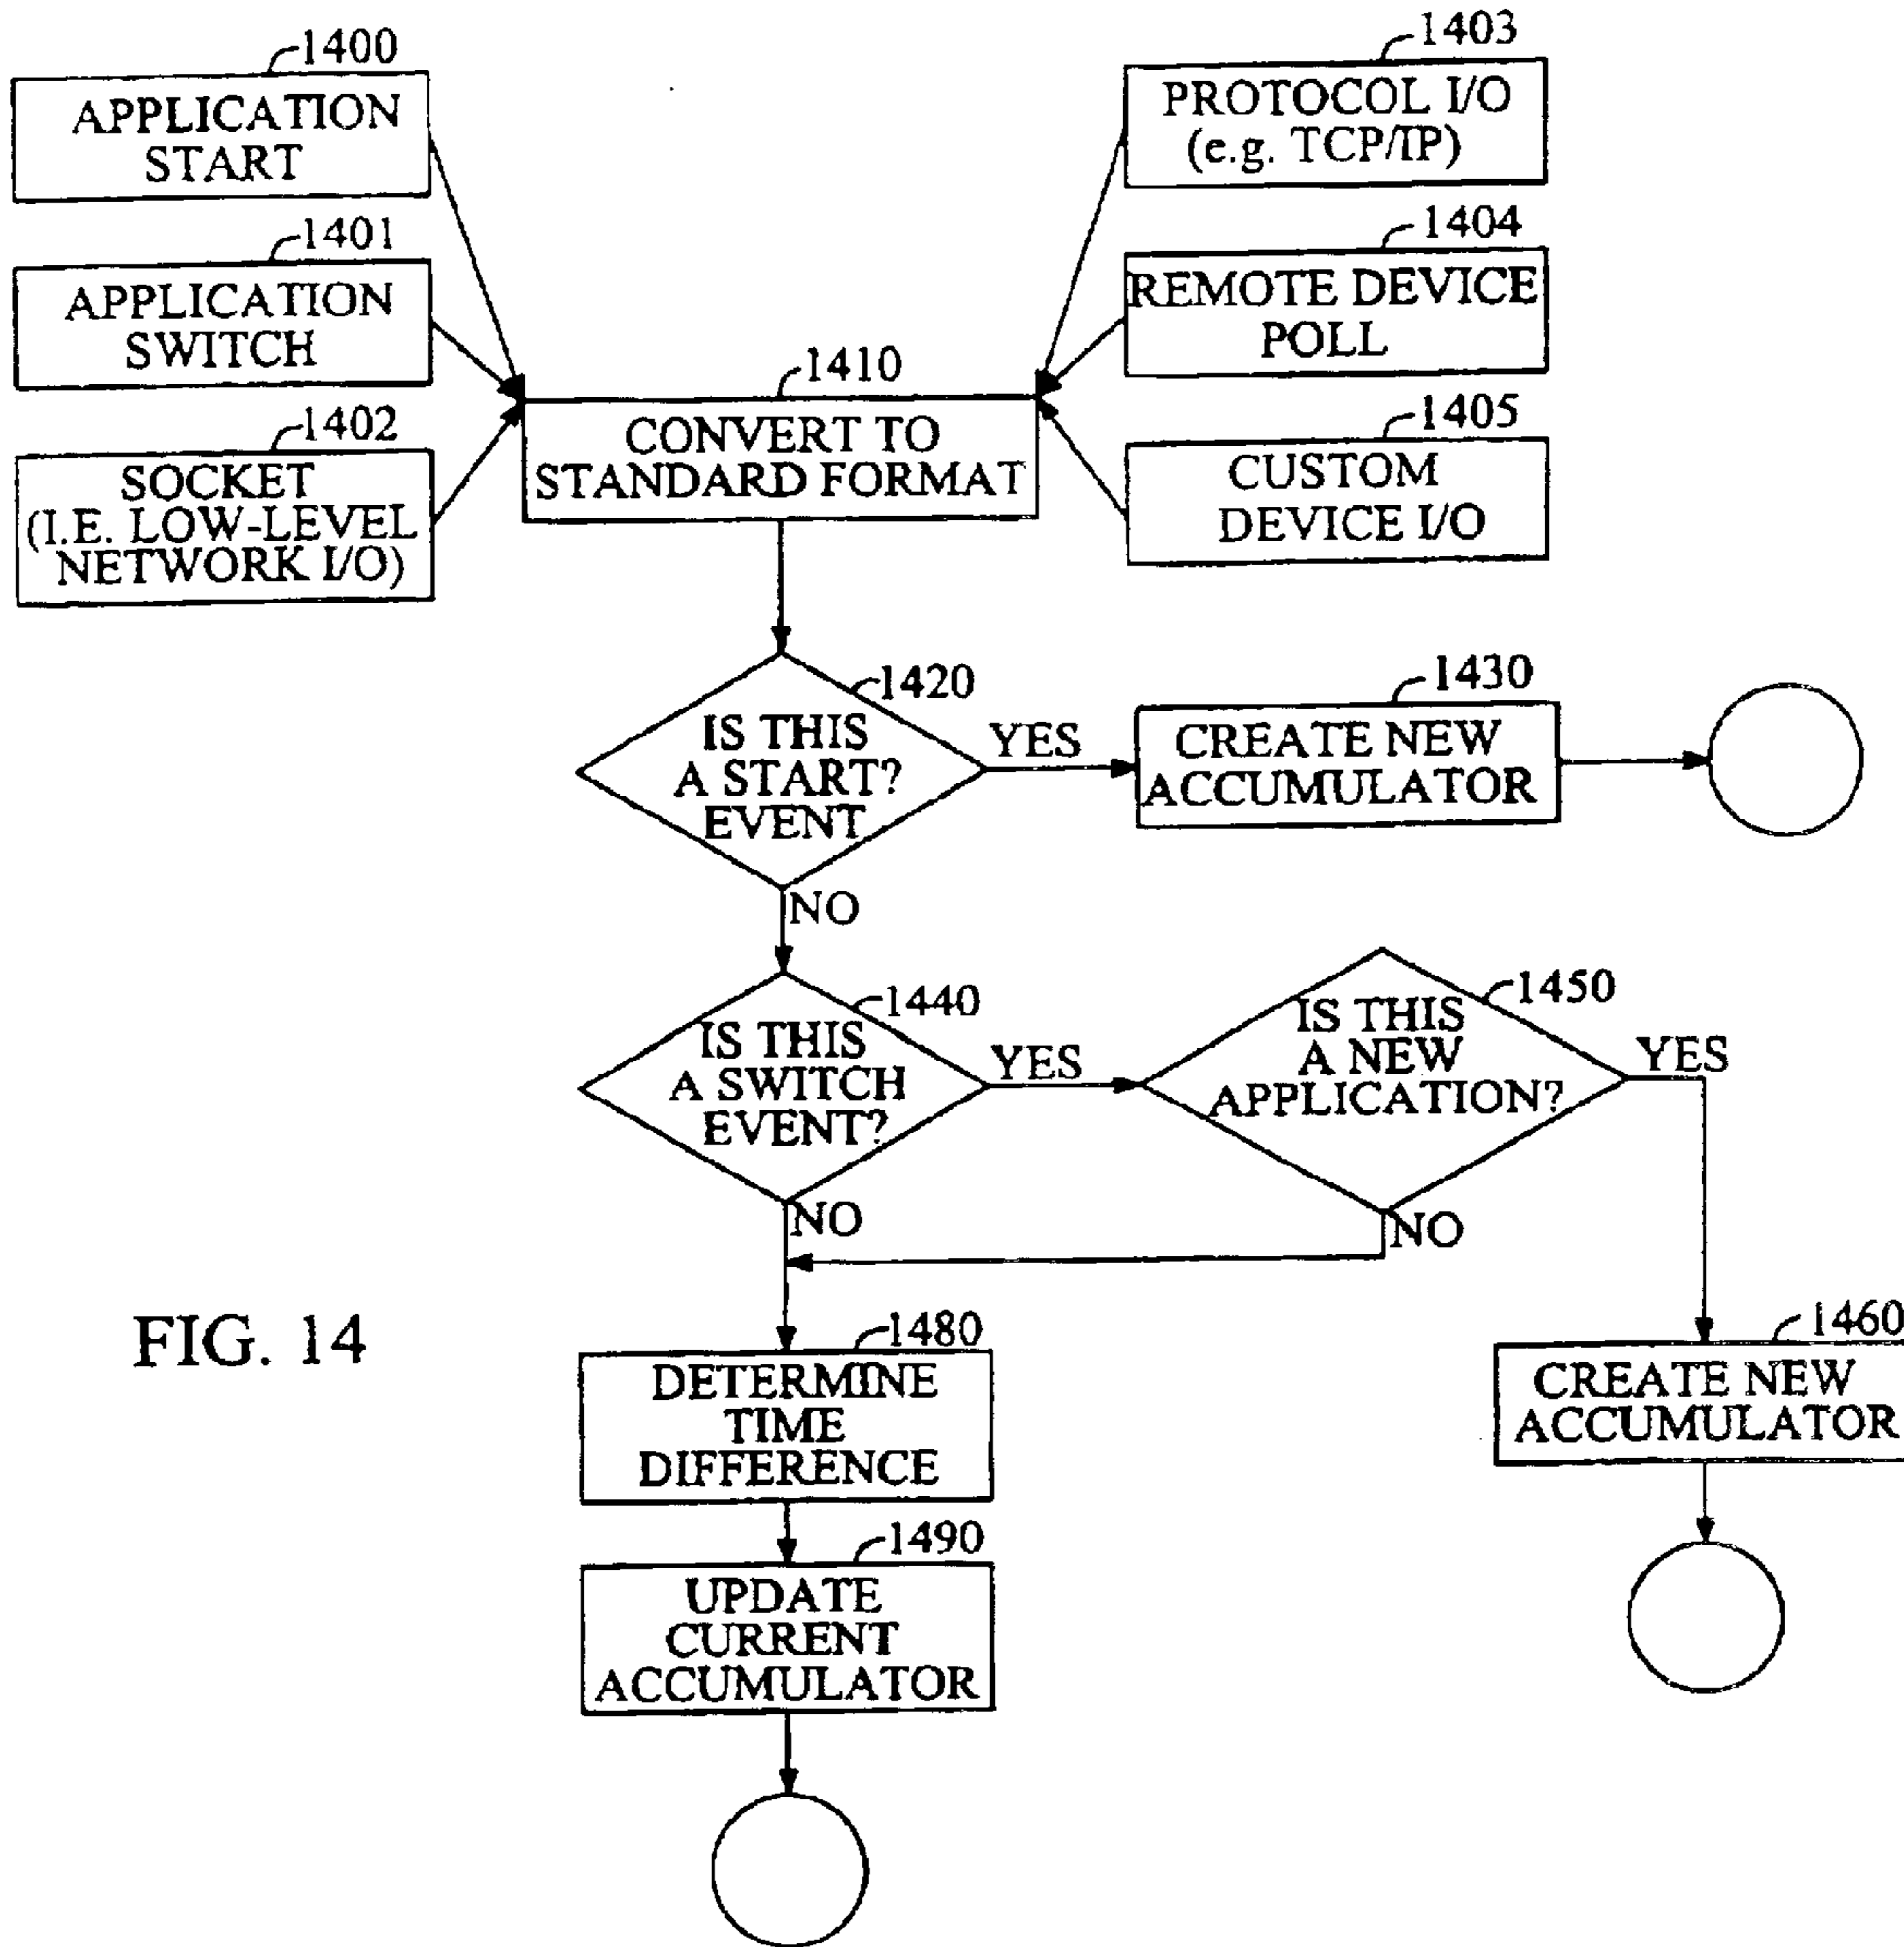 1400
APPLICATION
START
1401
APPLICATION
SWITCH
1402
SOCKET
(I.E. LOW-LEVEL
NETWORK I/O)
1403
PROTOCOL I/O
(e.g. TCP/IP)
1404
REMOTE DEVICE
POLL
1405
CUSTOM
DEVICE I/O
1410
CONVERT TO
STANDARD FORMAT
1420
IS THIS
A START?
EVENT
YES
1430
CREATE NEW
ACCUMULATOR
NO
1440
IS THIS
A SWITCH
EVENT?
YES
1450
IS THIS
A NEW
APPLICATION?
YES
NO
NO
FIG. 14
1480
DETERMINE
TIME
DIFFERENCE
1460
CREATE NEW
ACCUMULATOR
1490
UPDATE
CURRENT
ACCUMULATOR